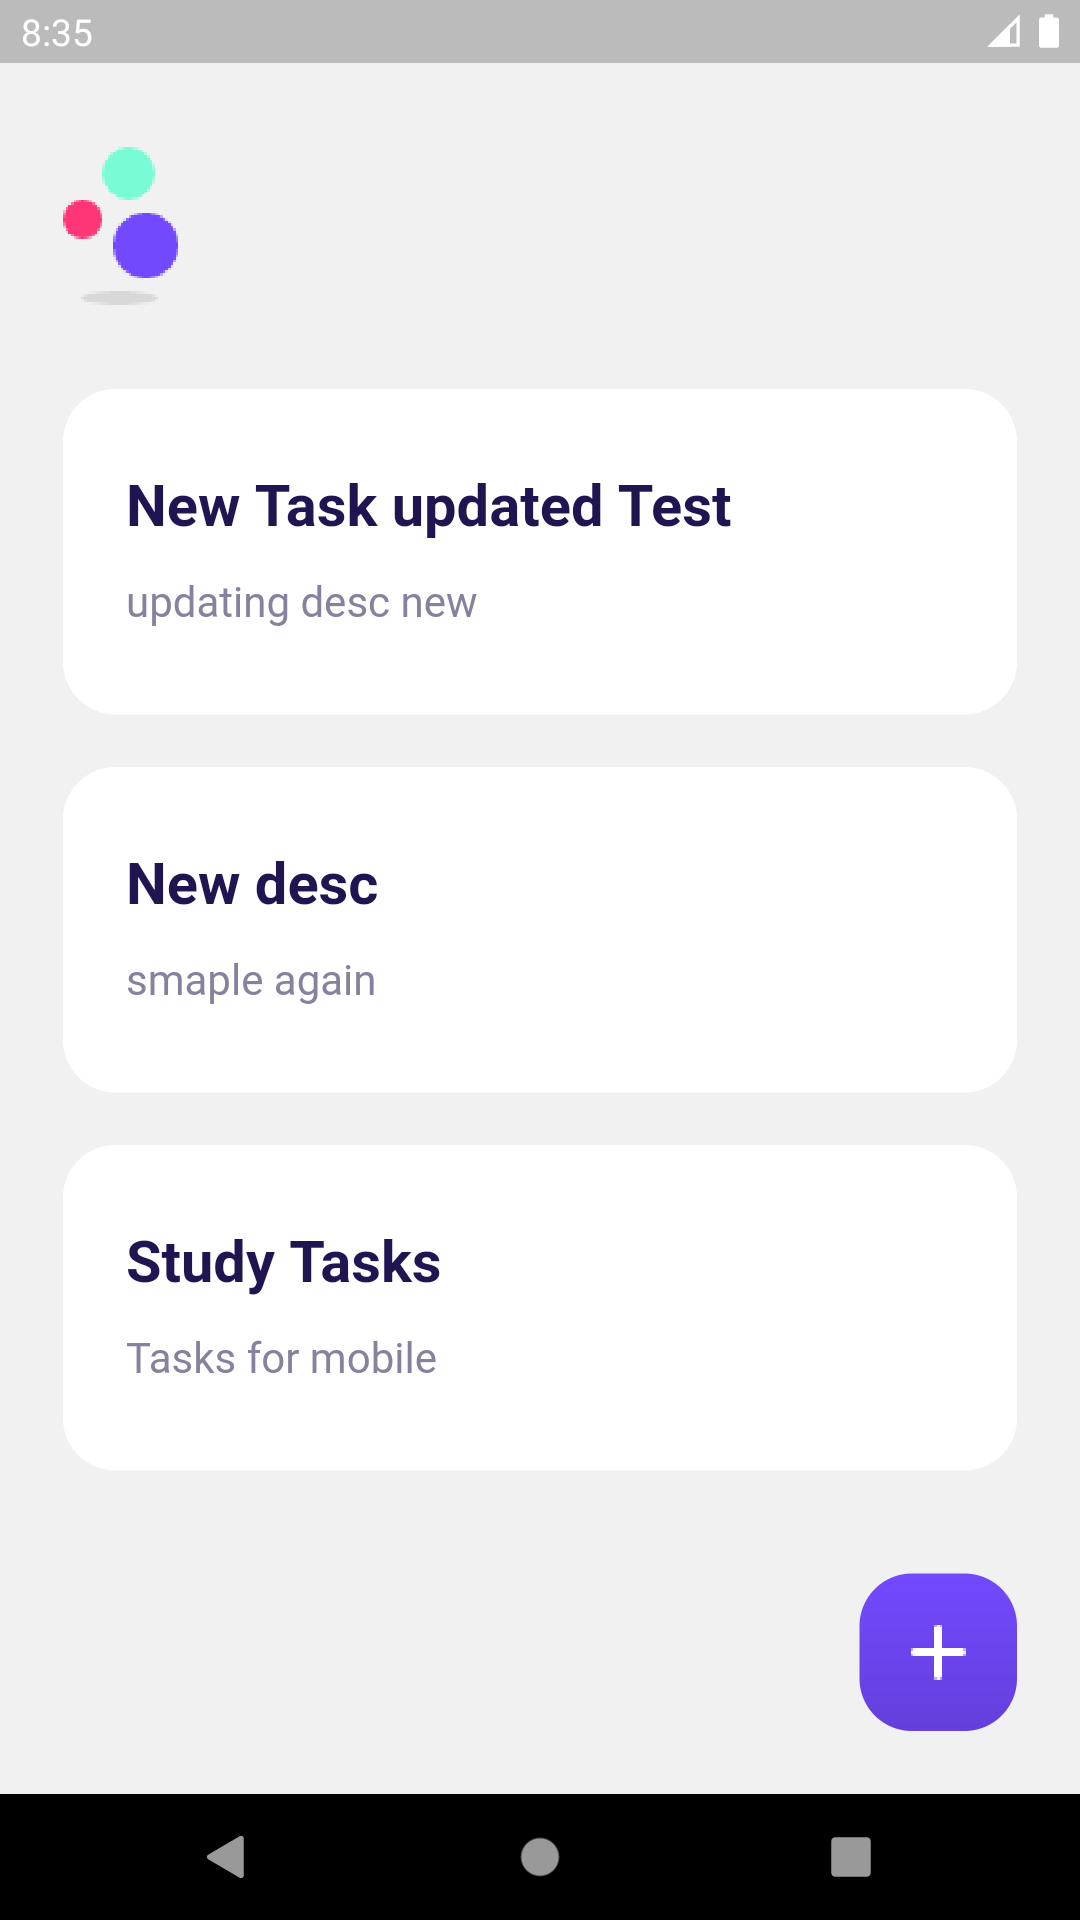 8:35
New Task updated Test
updating desc new
New desc
smaple again
Study Tasks
Tasks for mobile